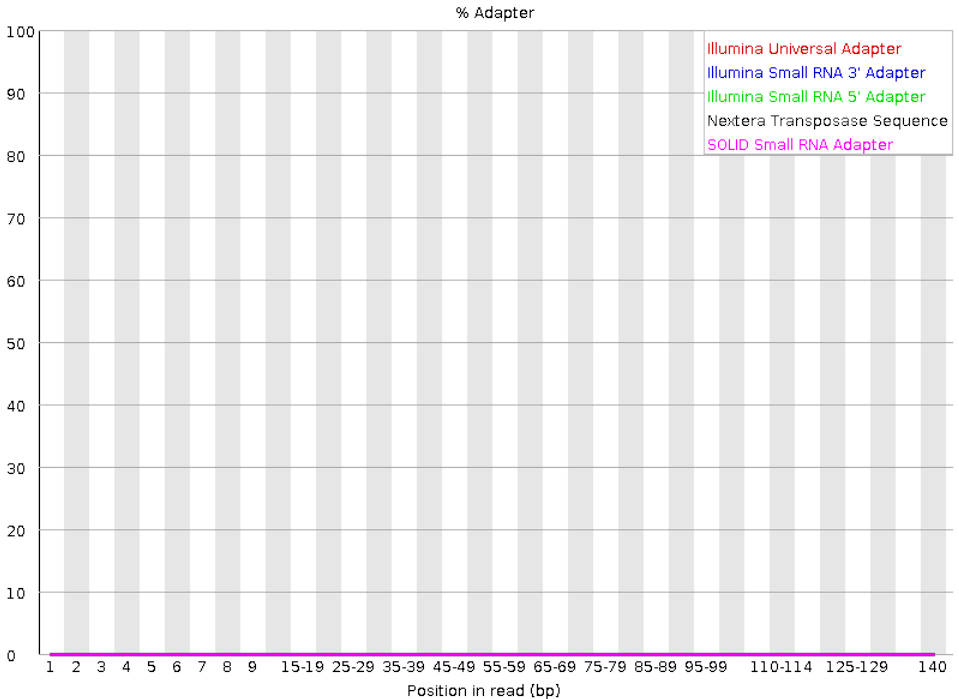 % Adapter
100
90
80
70
60
50
40
30
20
10
0
Illumina Universal Adapter
Illumina Small RNA 3' Adapter
Illumina Small RNA 5' Adapter
Nextera Transposase Sequence
SOLID Small RNA Adapter
1 2 3 4 5 6 7 8 9 15-19 25-29 35-39 45-49 55-59 65-69 75-79 85-89 95-99 110-114 125-129 140
Position in read (bp)